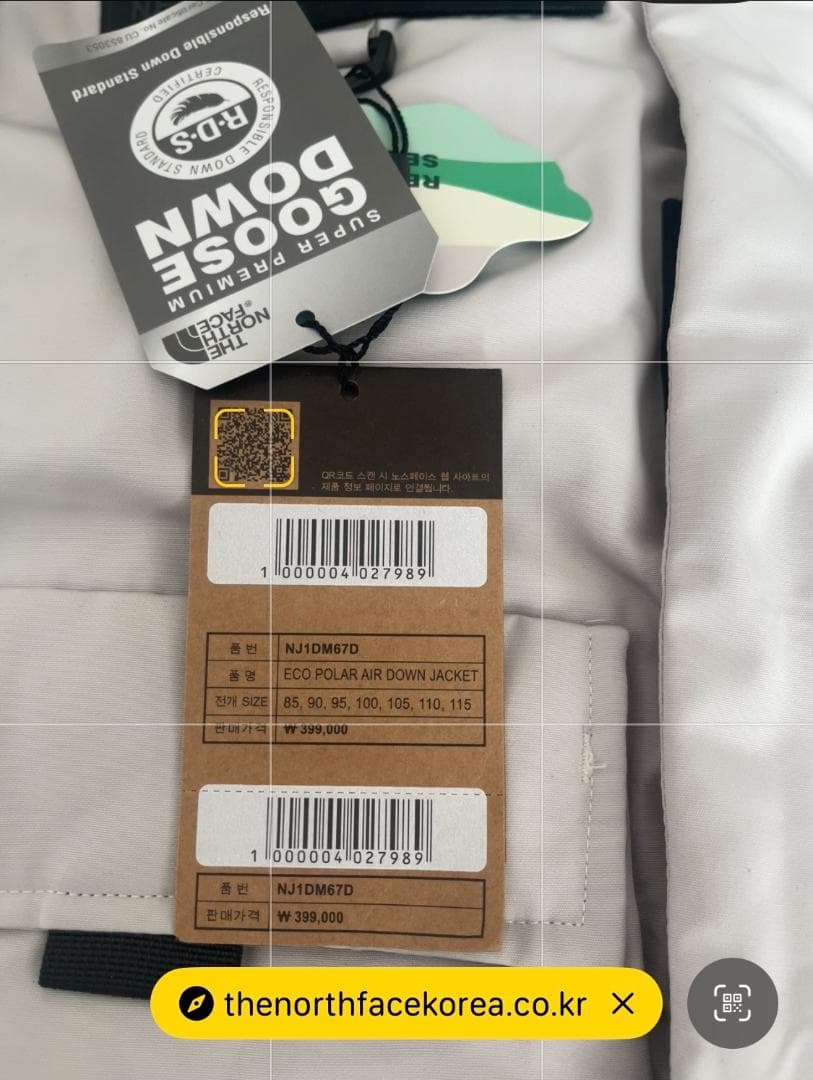 Certificate No. CU 853053
Responsible Down Standard
RESPONSIBLE DOWN STANDARD
CERTIFIED
R·D·S
GOOSE
DOWN
SUPER PREMIUM
THE
NORTH
FACE®
QR코드 스캔 시 노스페이스 웹 사이트의
제품 정보 페이지로 연결됩니다.
1 000004 027989
품 번 NJ1DM67D
품 명 ECO POLAR AIR DOWN JACKET
전개 SIZE 85, 90, 95, 100, 105, 110, 115
판매가격 ₩ 399,000
1 000004 027989
품 번 NJ1DM67D
판매가격 ₩ 399,000
thenorthfacekorea.co.kr